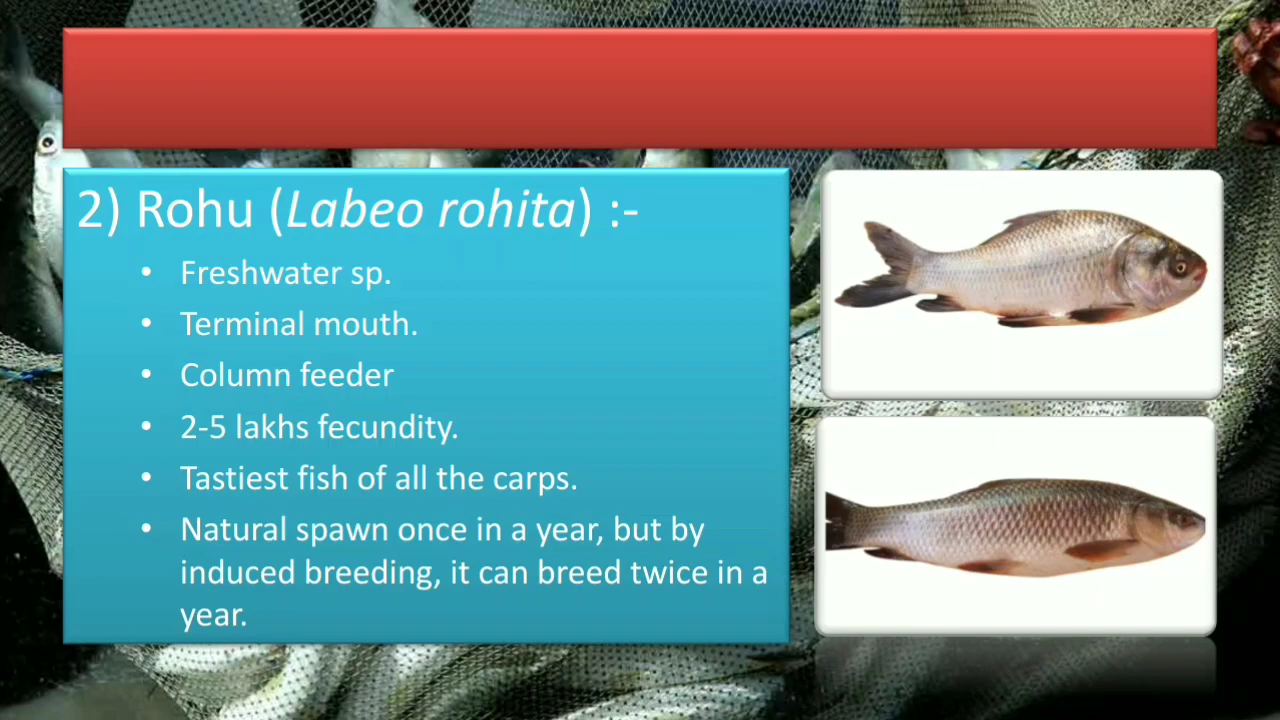 2) Rohu (Labeo rohita) :-
• Freshwater sp.
• Terminal mouth.
• Column feeder
• 2-5 lakhs fecundity.
• Tastiest fish of all the carps.
• Natural spawn once in a year, but by
induced breeding, it can breed twice in a
year.